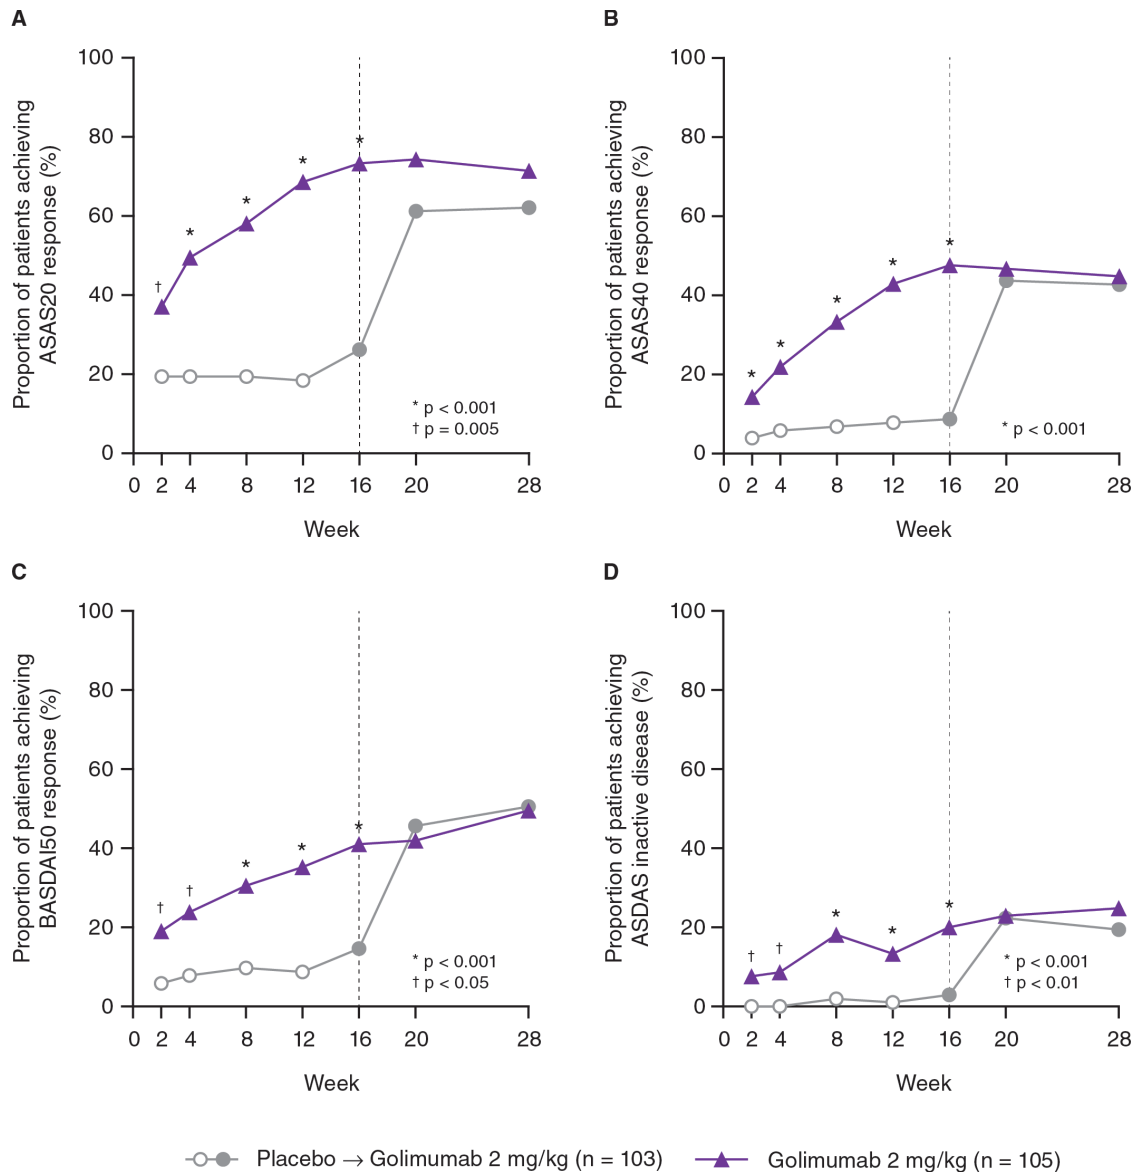 A
Proportion of patients achieving
ASAS20 response (%)
100
80
60
40
20
0
†
*
*
*
*
* p < 0.001
† p = 0.005
0 2 4 8 12 16 20 28
Week
B
Proportion of patients achieving
ASAS40 response (%)
100
80
60
40
20
0
*
*
*
*
*
* p < 0.001
0 2 4 8 12 16 20 28
Week
C
Proportion of patients achieving
BASDAI50 response (%)
100
80
60
40
20
0
†
†
*
*
*
* p < 0.001
† p < 0.05
0 2 4 8 12 16 20 28
Week
D
Proportion of patients achieving
ASDAS inactive disease (%)
100
80
60
40
20
0
†
†
*
*
*
* p < 0.001
† p < 0.01
0 2 4 8 12 16 20 28
Week
Placebo → Golimumab 2 mg/kg (n = 103)
Golimumab 2 mg/kg (n = 105)